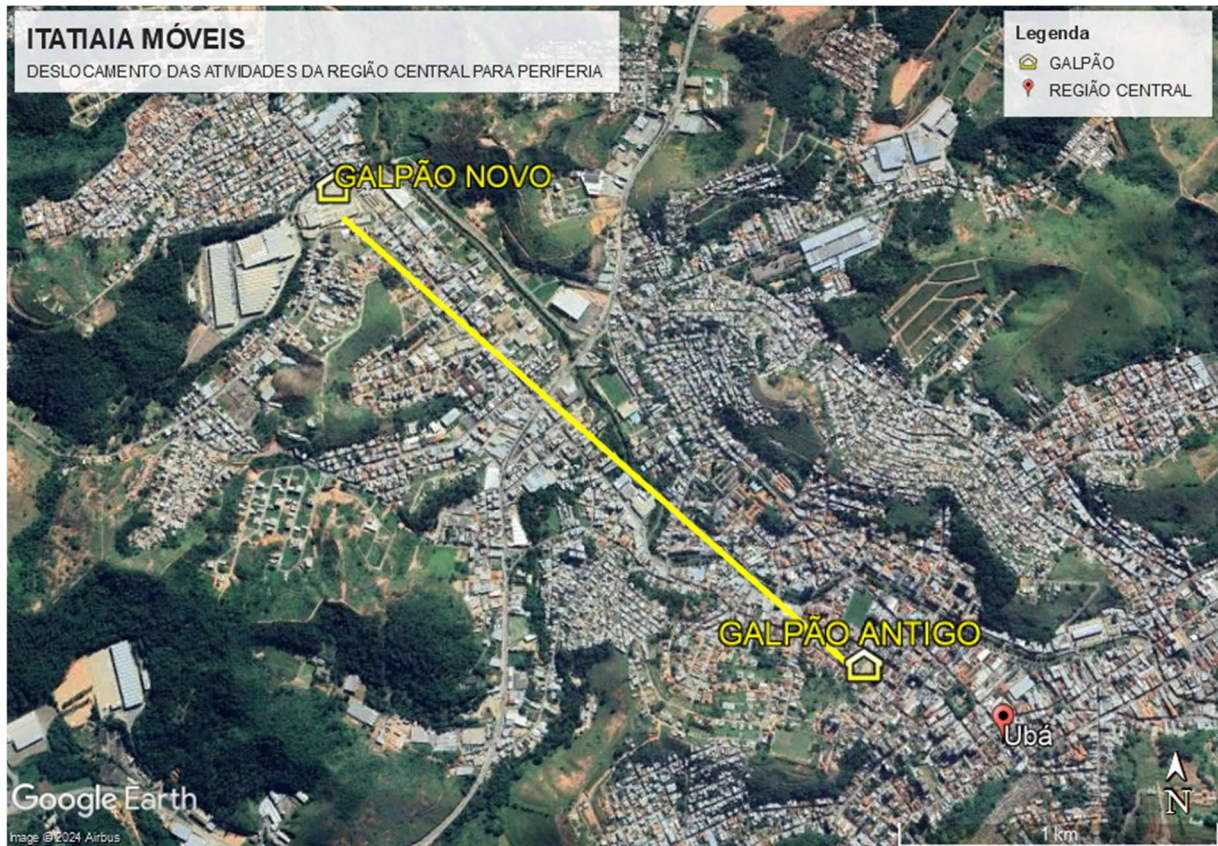 ITATIAIA MÓVEIS
DESLOCAMENTO DAS ATIVIDADES DA REGIÃO CENTRAL PARA PERIFERIA
Legenda
GALPÃO
REGIÃO CENTRAL
GALPÃO NOVO
GALPÃO ANTIGO
Ubá
Google Earth
Image © 2024 Airbus
N
1 km